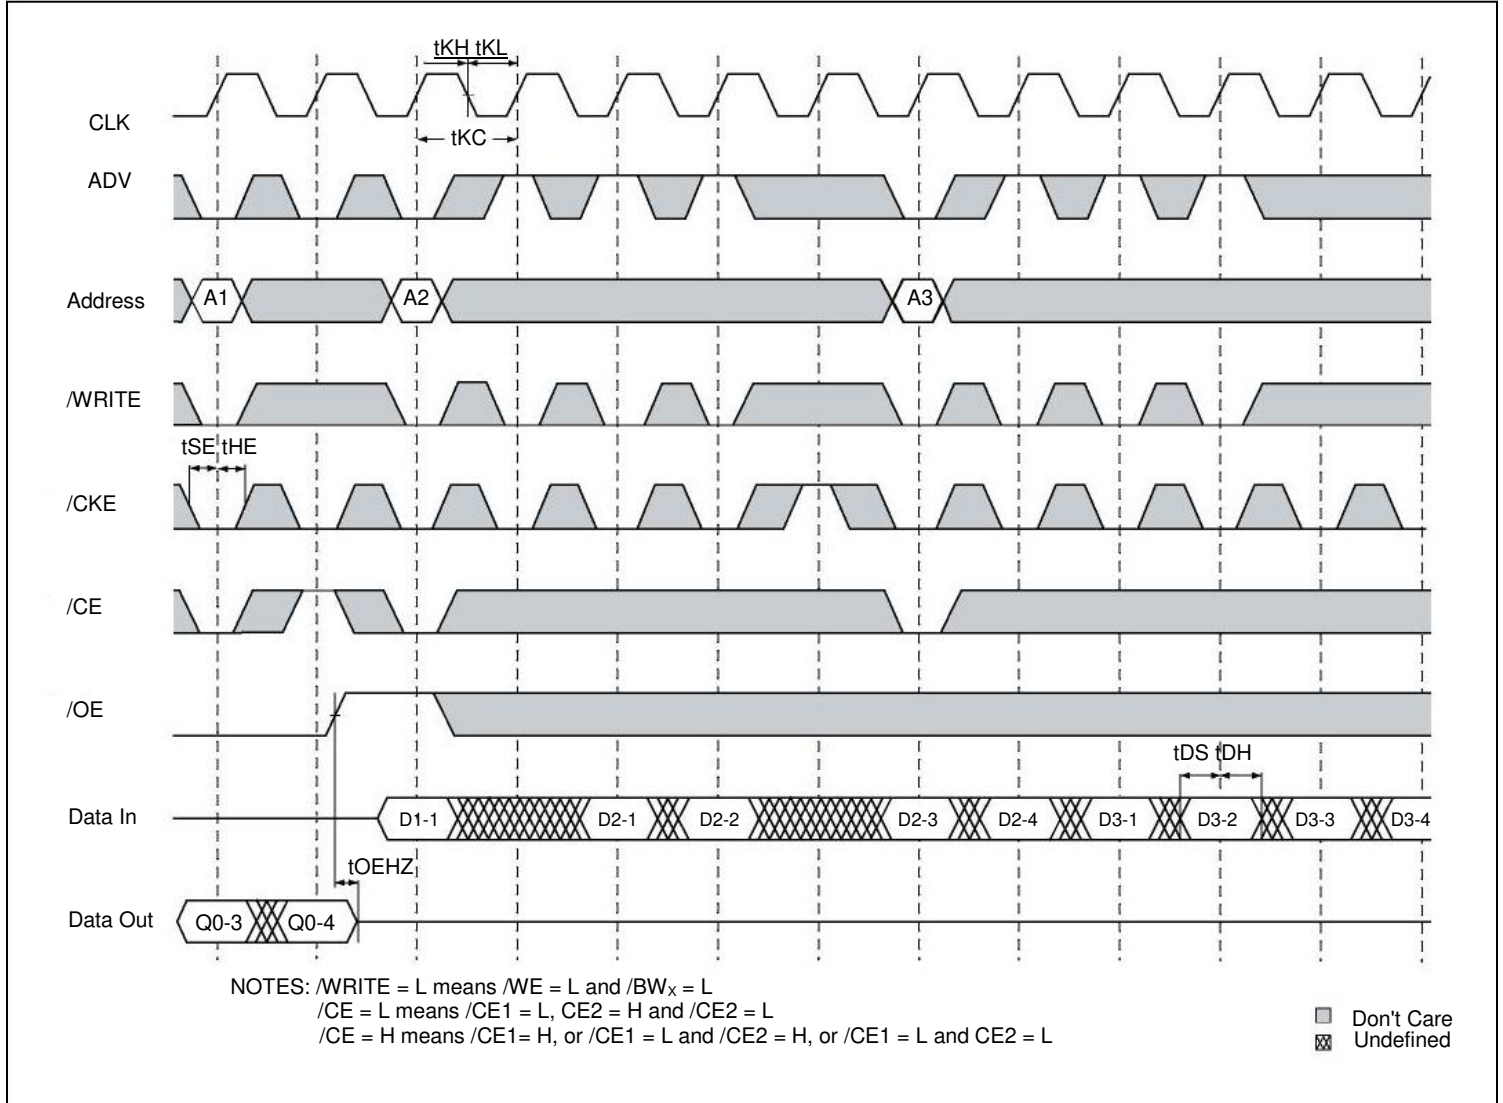 tKH tKL
CLK
tKC
ADV
Address A1 A2 A3
/WRITE
tSE tHE
/CKE
/CE
/OE
tDS tDH
Data In D1-1 D2-1 D2-2 D2-3 D2-4 D3-1 D3-2 D3-3 D3-4
tOEHZ
Data Out Q0-3 Q0-4
NOTES: /WRITE = L means /WE = L and /BWX = L
/CE = L means /CE1 = L, CE2 = H and /CE2 = L
/CE = H means /CE1= H, or /CE1 = L and /CE2 = H, or /CE1 = L and CE2 = L
Don't Care
Undefined